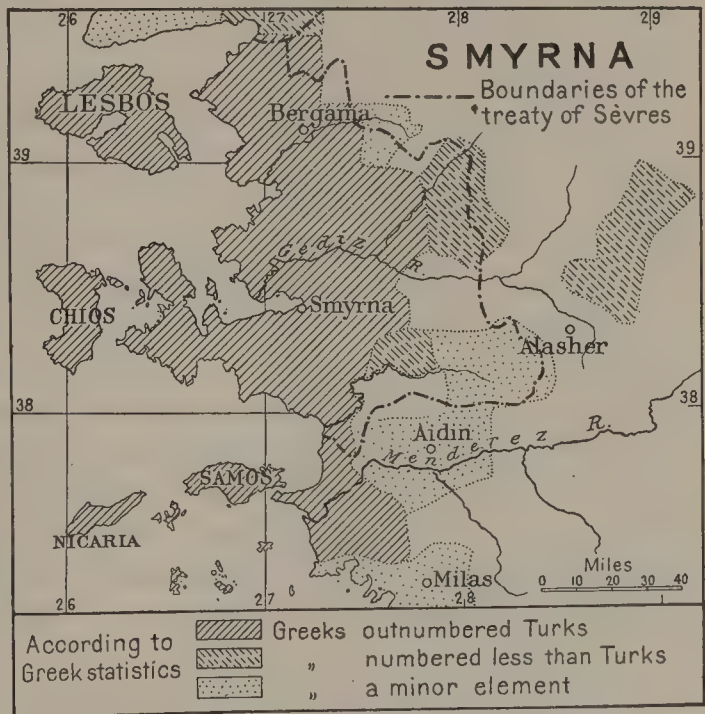 26 27 28 29
SMYRNA
Boundaries of the
treaty of Sèvres
LESBOS
Bergama
39 39
Gediz R.
CHIOS
Smyrna
Alasher
38 38
Aidin
Menderez R.
SAMOS
NICARIA
Milas
Miles
0 10 20 30 40
26 27 28
According to
Greek statistics
Greeks outnumbered Turks
„ numbered less than Turks
„ a minor element